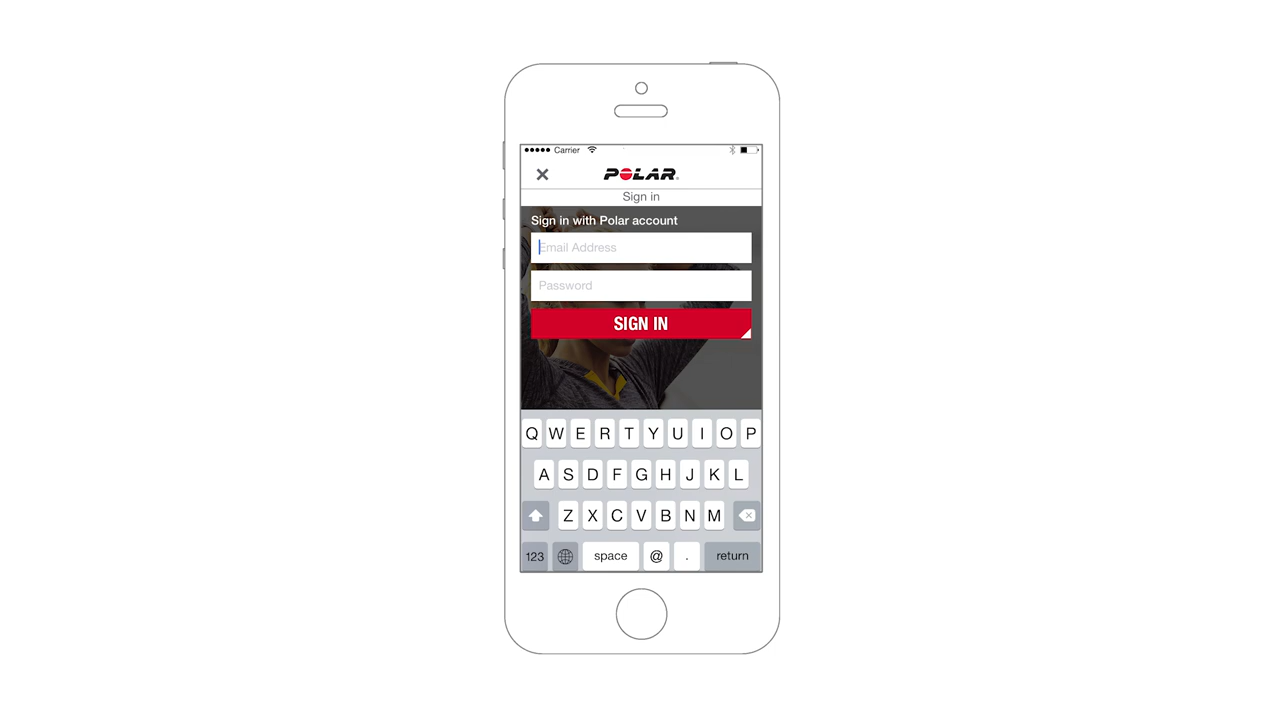 Carrier
POLAR
Sign in
Sign in with Polar account
Email Address
Password
SIGN IN
Q W E R T Y U I O P
A S D F G H J K L
Z X C V B N M
123 space @ . return